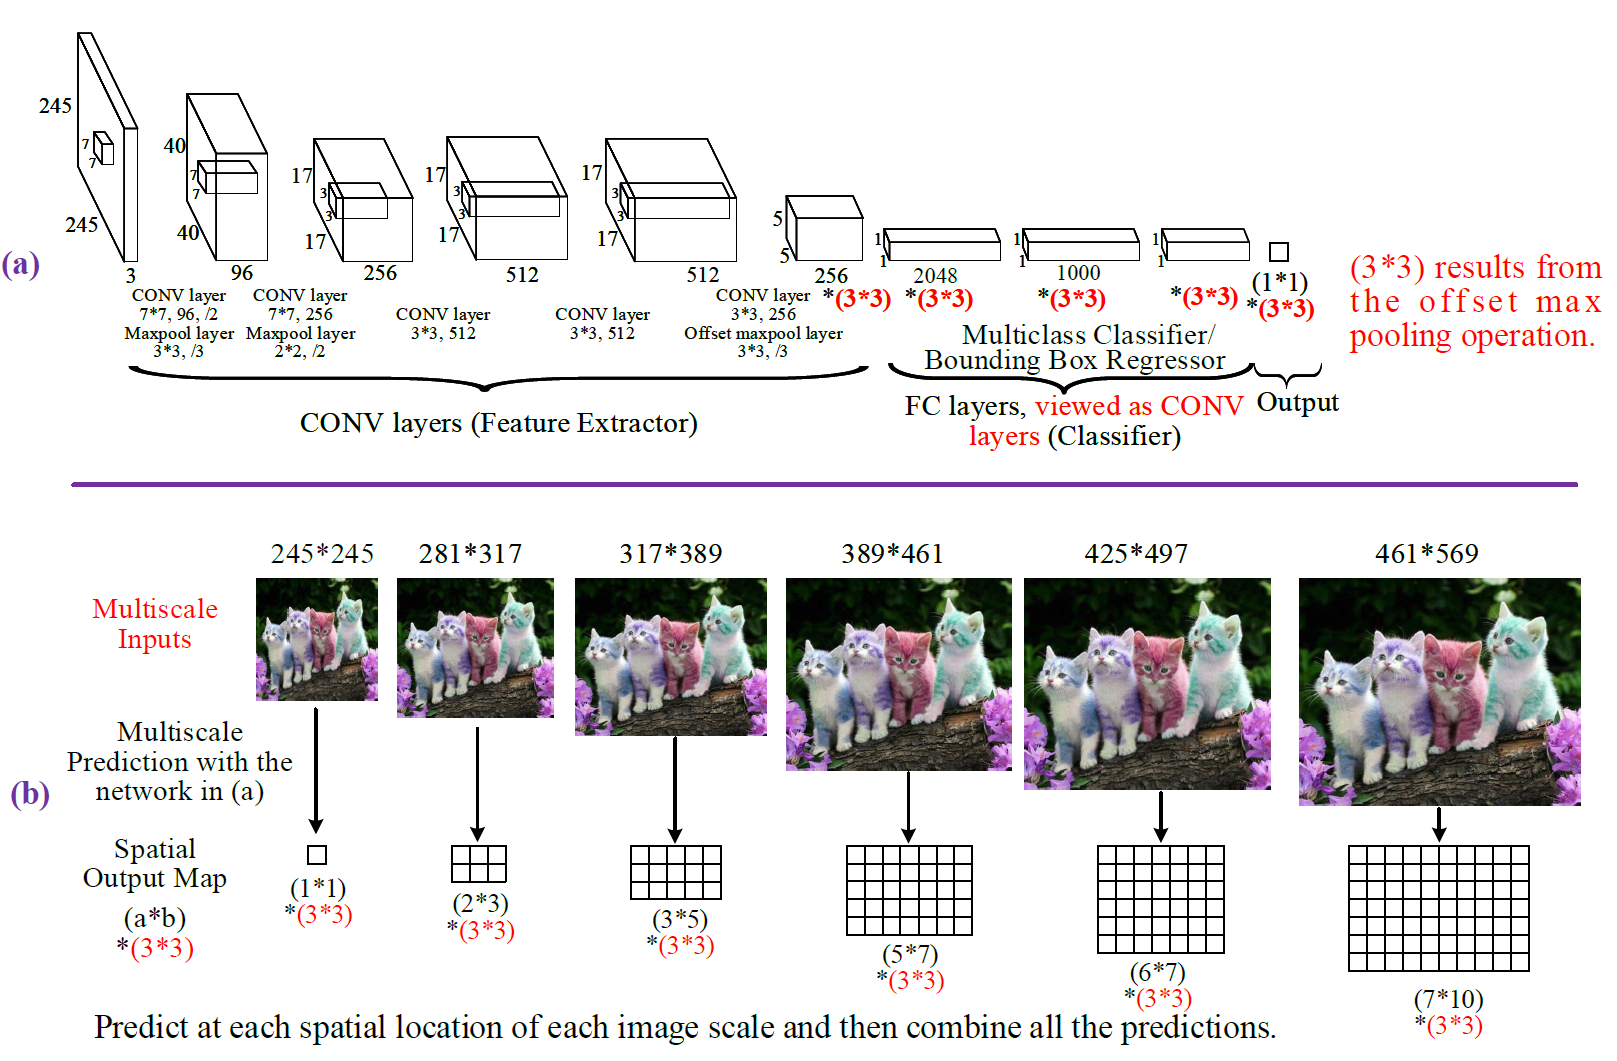 (a)
245
7
7
245
3
40
7
7
40
96
17
3
3
17
256
17
3
3
17
512
17
3
3
17
512
5
5
256
*(3*3)
1
1
2048
*(3*3)
1
1
1000
*(3*3)
1
1
*(3*3)
(1*1)
*(3*3)
CONV layer
7*7, 96, /2
Maxpool layer
3*3, /3
CONV layer
7*7, 256
Maxpool layer
2*2, /2
CONV layer
3*3, 512
CONV layer
3*3, 512
CONV layer
3*3, 256
Offset maxpool layer
3*3, /3
Multiclass Classifier/
Bounding Box Regressor
CONV layers (Feature Extractor)
FC layers, viewed as CONV
layers (Classifier)
Output
(3*3) results from
the offset max
pooling operation.
(b)
245*245
281*317
317*389
389*461
425*497
461*569
Multiscale
Inputs
Multiscale
Prediction with the
network in (a)
Spatial
Output Map
(a*b)
*(3*3)
(1*1)
*(3*3)
(2*3)
*(3*3)
(3*5)
*(3*3)
(5*7)
*(3*3)
(6*7)
*(3*3)
(7*10)
*(3*3)
Predict at each spatial location of each image scale and then combine all the predictions.